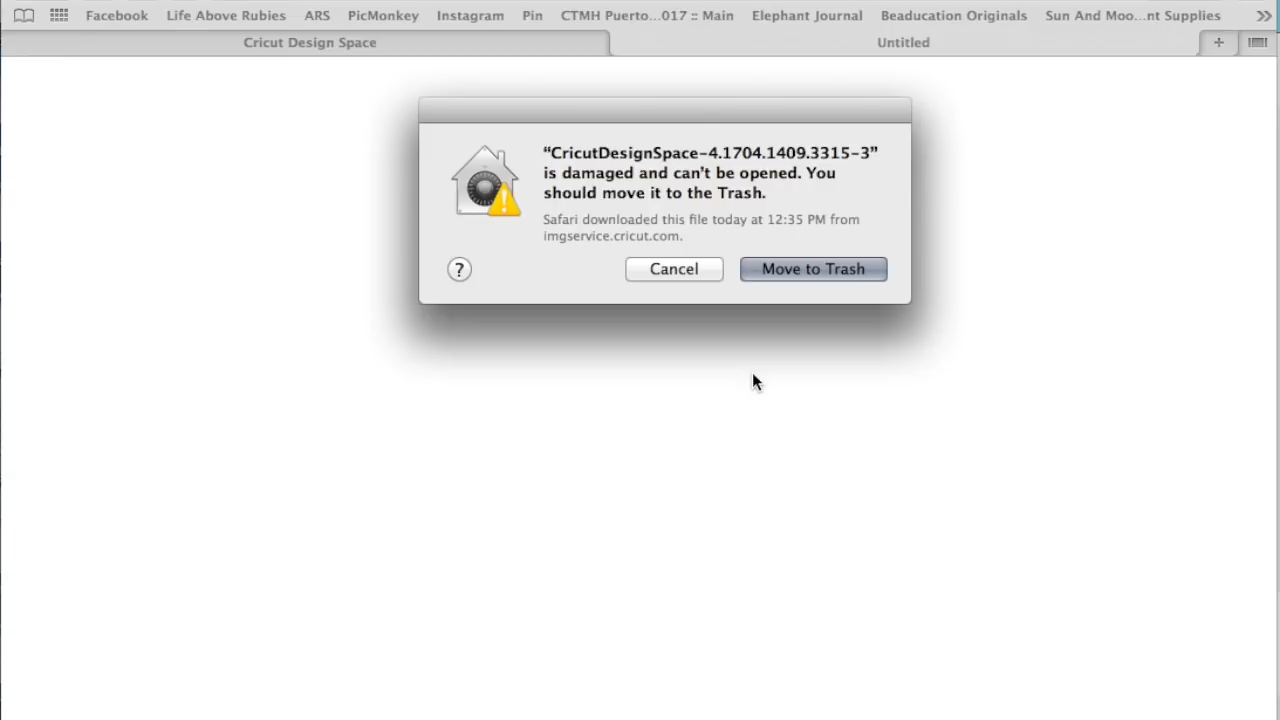 Facebook Life Above Rubies ARS PicMonkey Instagram Pin CTMH Puerto...017 :: Main Elephant Journal Beaducation Originals Sun And Moo...nt Supplies >>
Cricut Design Space Untitled +
“CricutDesignSpace-4.1704.1409.3315-3”
is damaged and can’t be opened. You
should move it to the Trash.
Safari downloaded this file today at 12:35 PM from
imgservice.cricut.com.
? Cancel Move to Trash